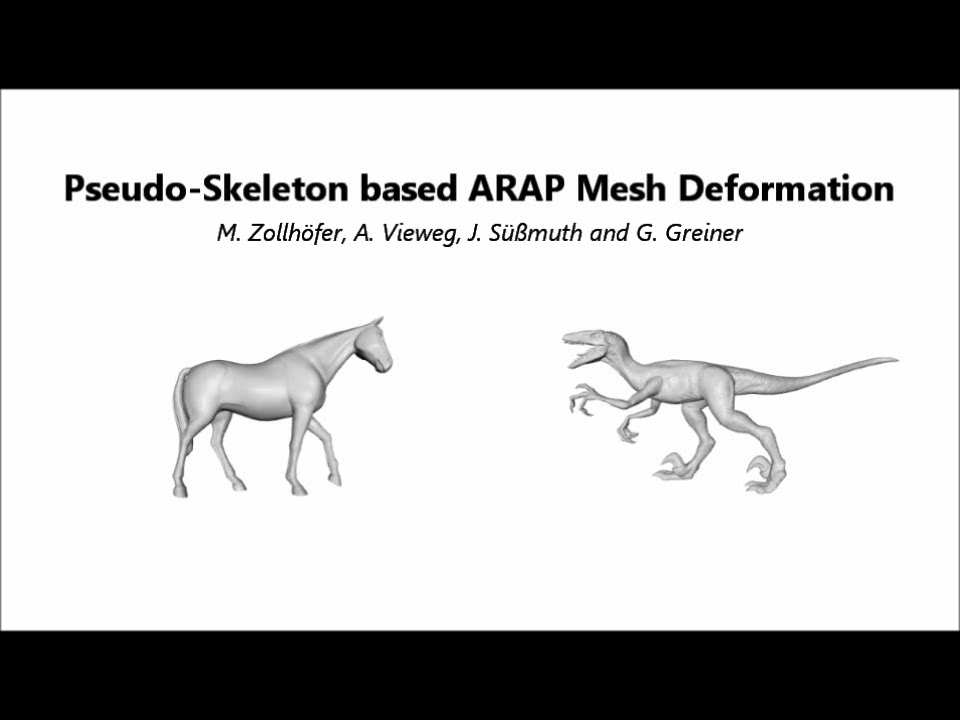 Pseudo-Skeleton based ARAP Mesh Deformation
M. Zollhöfer, A. Vieweg, J. Süßmuth and G. Greiner